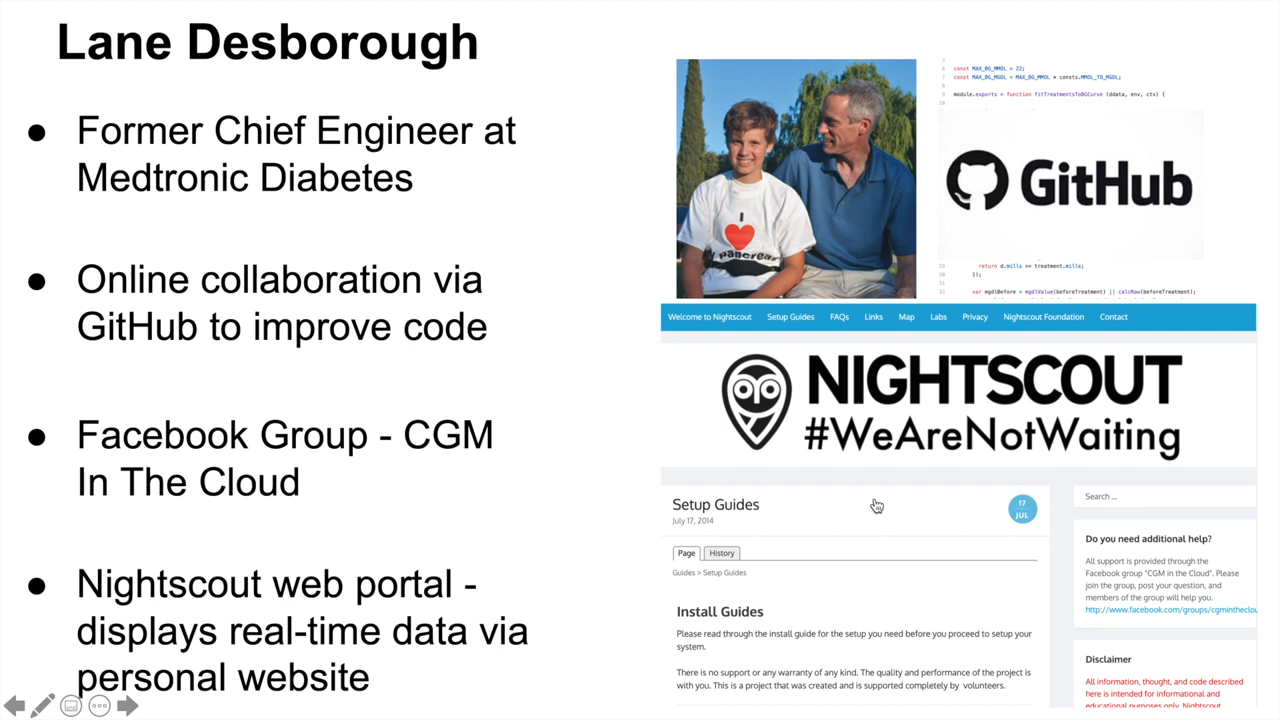 Lane Desborough
● Former Chief Engineer at
Medtronic Diabetes
● Online collaboration via
GitHub to improve code
● Facebook Group - CGM
In The Cloud
● Nightscout web portal -
displays real-time data via
personal website
I
pancreas
6 const MAX_BG_MMOL = 22;
7 const MAX_BG_MGDL = MAX_BG_MMOL * consts.MMOL_TO_MGDL;
8
9 module.exports = function fitTreatmentsToBGCurve (ddata, env, ctx) {
10
GitHub
29 return d.mills >= treatment.mills;
30 });
32 var mgdlBefore = mgdlValue(beforeTreatment) || calcRaw(beforeTreatment);
Welcome to Nightscout Setup Guides FAQs Links Map Labs Privacy Nightscout Foundation Contact
NIGHTSCOUT
#WeAreNotWaiting
Setup Guides
July 17, 2014
17
JUL
Page History
Guides > Setup Guides
Install Guides
Please read through the install guide for the setup you need before you proceed to setup your
system.
There is no support or any warranty of any kind. The quality and performance of the project is
with you. This is a project that was created and is supported completely by volunteers.
Search ...
Do you need additional help?
All support is provided through the
Facebook group "CGM in the Cloud". Please
join the group, post your question, and
members of the group will help you.
http://www.facebook.com/groups/cgmintheclou
Disclaimer
All information, thought, and code described
here is intended for informational and
educational purposes only. Nightscout